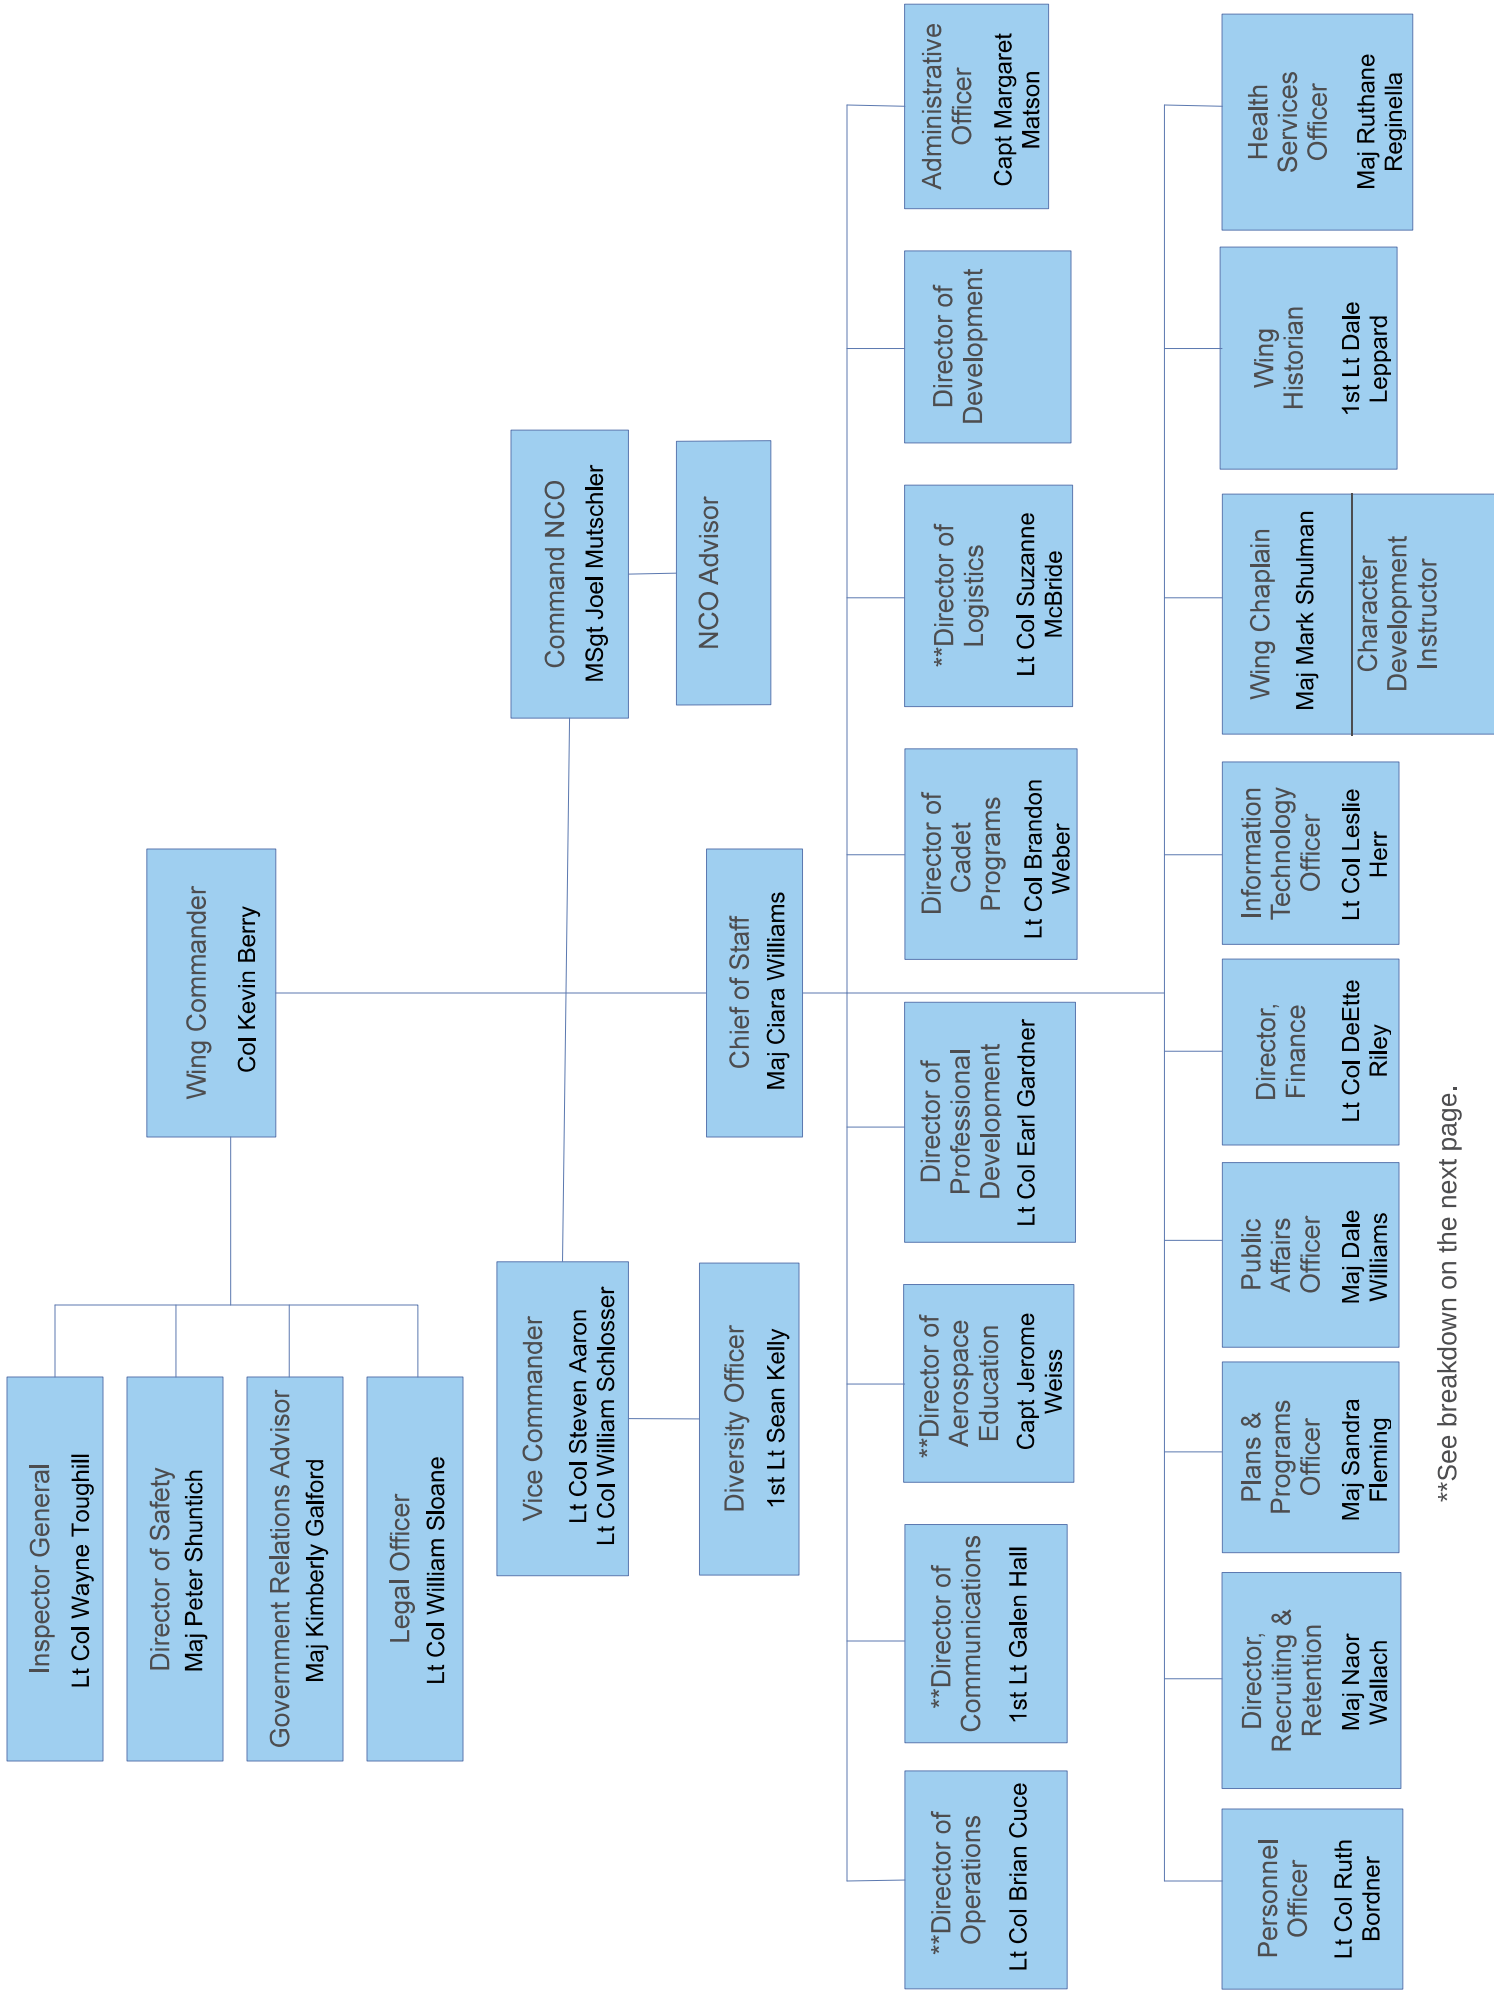 Wing Commander
Col Kevin Berry
Inspector General
Lt Col Wayne Toughill
Director of Safety
Maj Peter Shuntich
Government Relations Advisor
Maj Kimberly Galford
Legal Officer
Lt Col William Sloane
Vice Commander
Lt Col Steven Aaron
Lt Col William Schlosser
Command NCO
MSgt Joel Mutschler
Diversity Officer
1st Lt Sean Kelly
Chief of Staff
Maj Ciara Williams
NCO Advisor
**Director of
Operations
Lt Col Brian Cuce
**Director of
Communications
1st Lt Galen Hall
**Director of
Aerospace
Education
Capt Jerome
Weiss
Director of
Professional
Development
Lt Col Earl Gardner
Director of
Cadet
Programs
Lt Col Brandon
Weber
**Director of
Logistics
Lt Col Suzanne
McBride
Director of
Development
Administrative
Officer
Capt Margaret
Matson
Personnel
Officer
Lt Col Ruth
Bordner
Director,
Recruiting &
Retention
Maj Naor
Wallach
Plans &
Programs
Officer
Maj Sandra
Fleming
Public
Affairs
Officer
Maj Dale
Williams
Director,
Finance
Lt Col DeEtte
Riley
Information
Technology
Officer
Lt Col Leslie
Herr
Wing Chaplain
Maj Mark Shulman
Character
Development
Instructor
Wing
Historian
1st Lt Dale
Leppard
Health
Services
Officer
Maj Ruthane
Reginella
**See breakdown on the next page.